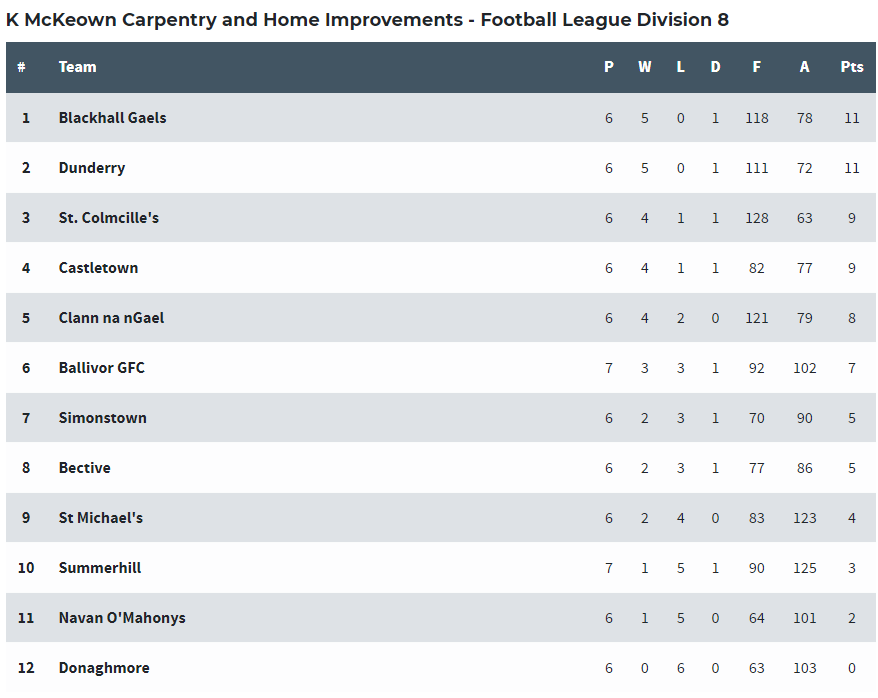 K McKeown Carpentry and Home Improvements - Football League Division 8
# Team P W L D F A Pts
1 Blackhall Gaels 6 5 0 1 118 78 11
2 Dunderry 6 5 0 1 111 72 11
3 St. Colmcille's 6 4 1 1 128 63 9
4 Castletown 6 4 1 1 82 77 9
5 Clann na nGael 6 4 2 0 121 79 8
6 Ballivor GFC 7 3 3 1 92 102 7
7 Simonstown 6 2 3 1 70 90 5
8 Bective 6 2 3 1 77 86 5
9 St Michael's 6 2 4 0 83 123 4
10 Summerhill 7 1 5 1 90 125 3
11 Navan O'Mahonys 6 1 5 0 64 101 2
12 Donaghmore 6 0 6 0 63 103 0